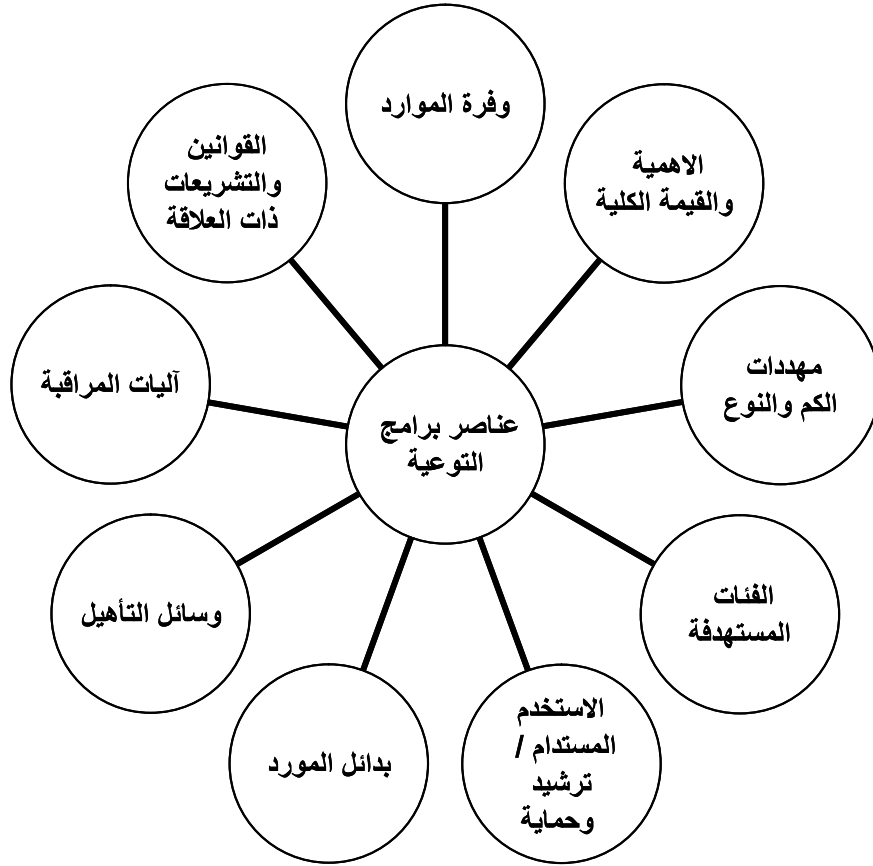 وفرة الموارد
الاهمية
والقيمة الكلية
مهددات
الكم والنوع
الفئات
المستهدفة
الاستخدم
المستدام /
ترشيد
وحماية
بدائل المورد
وسائل التأهيل
آليات المراقبة
القوانين
والتشريعات
ذات العلاقة
عناصر برامج
التوعية